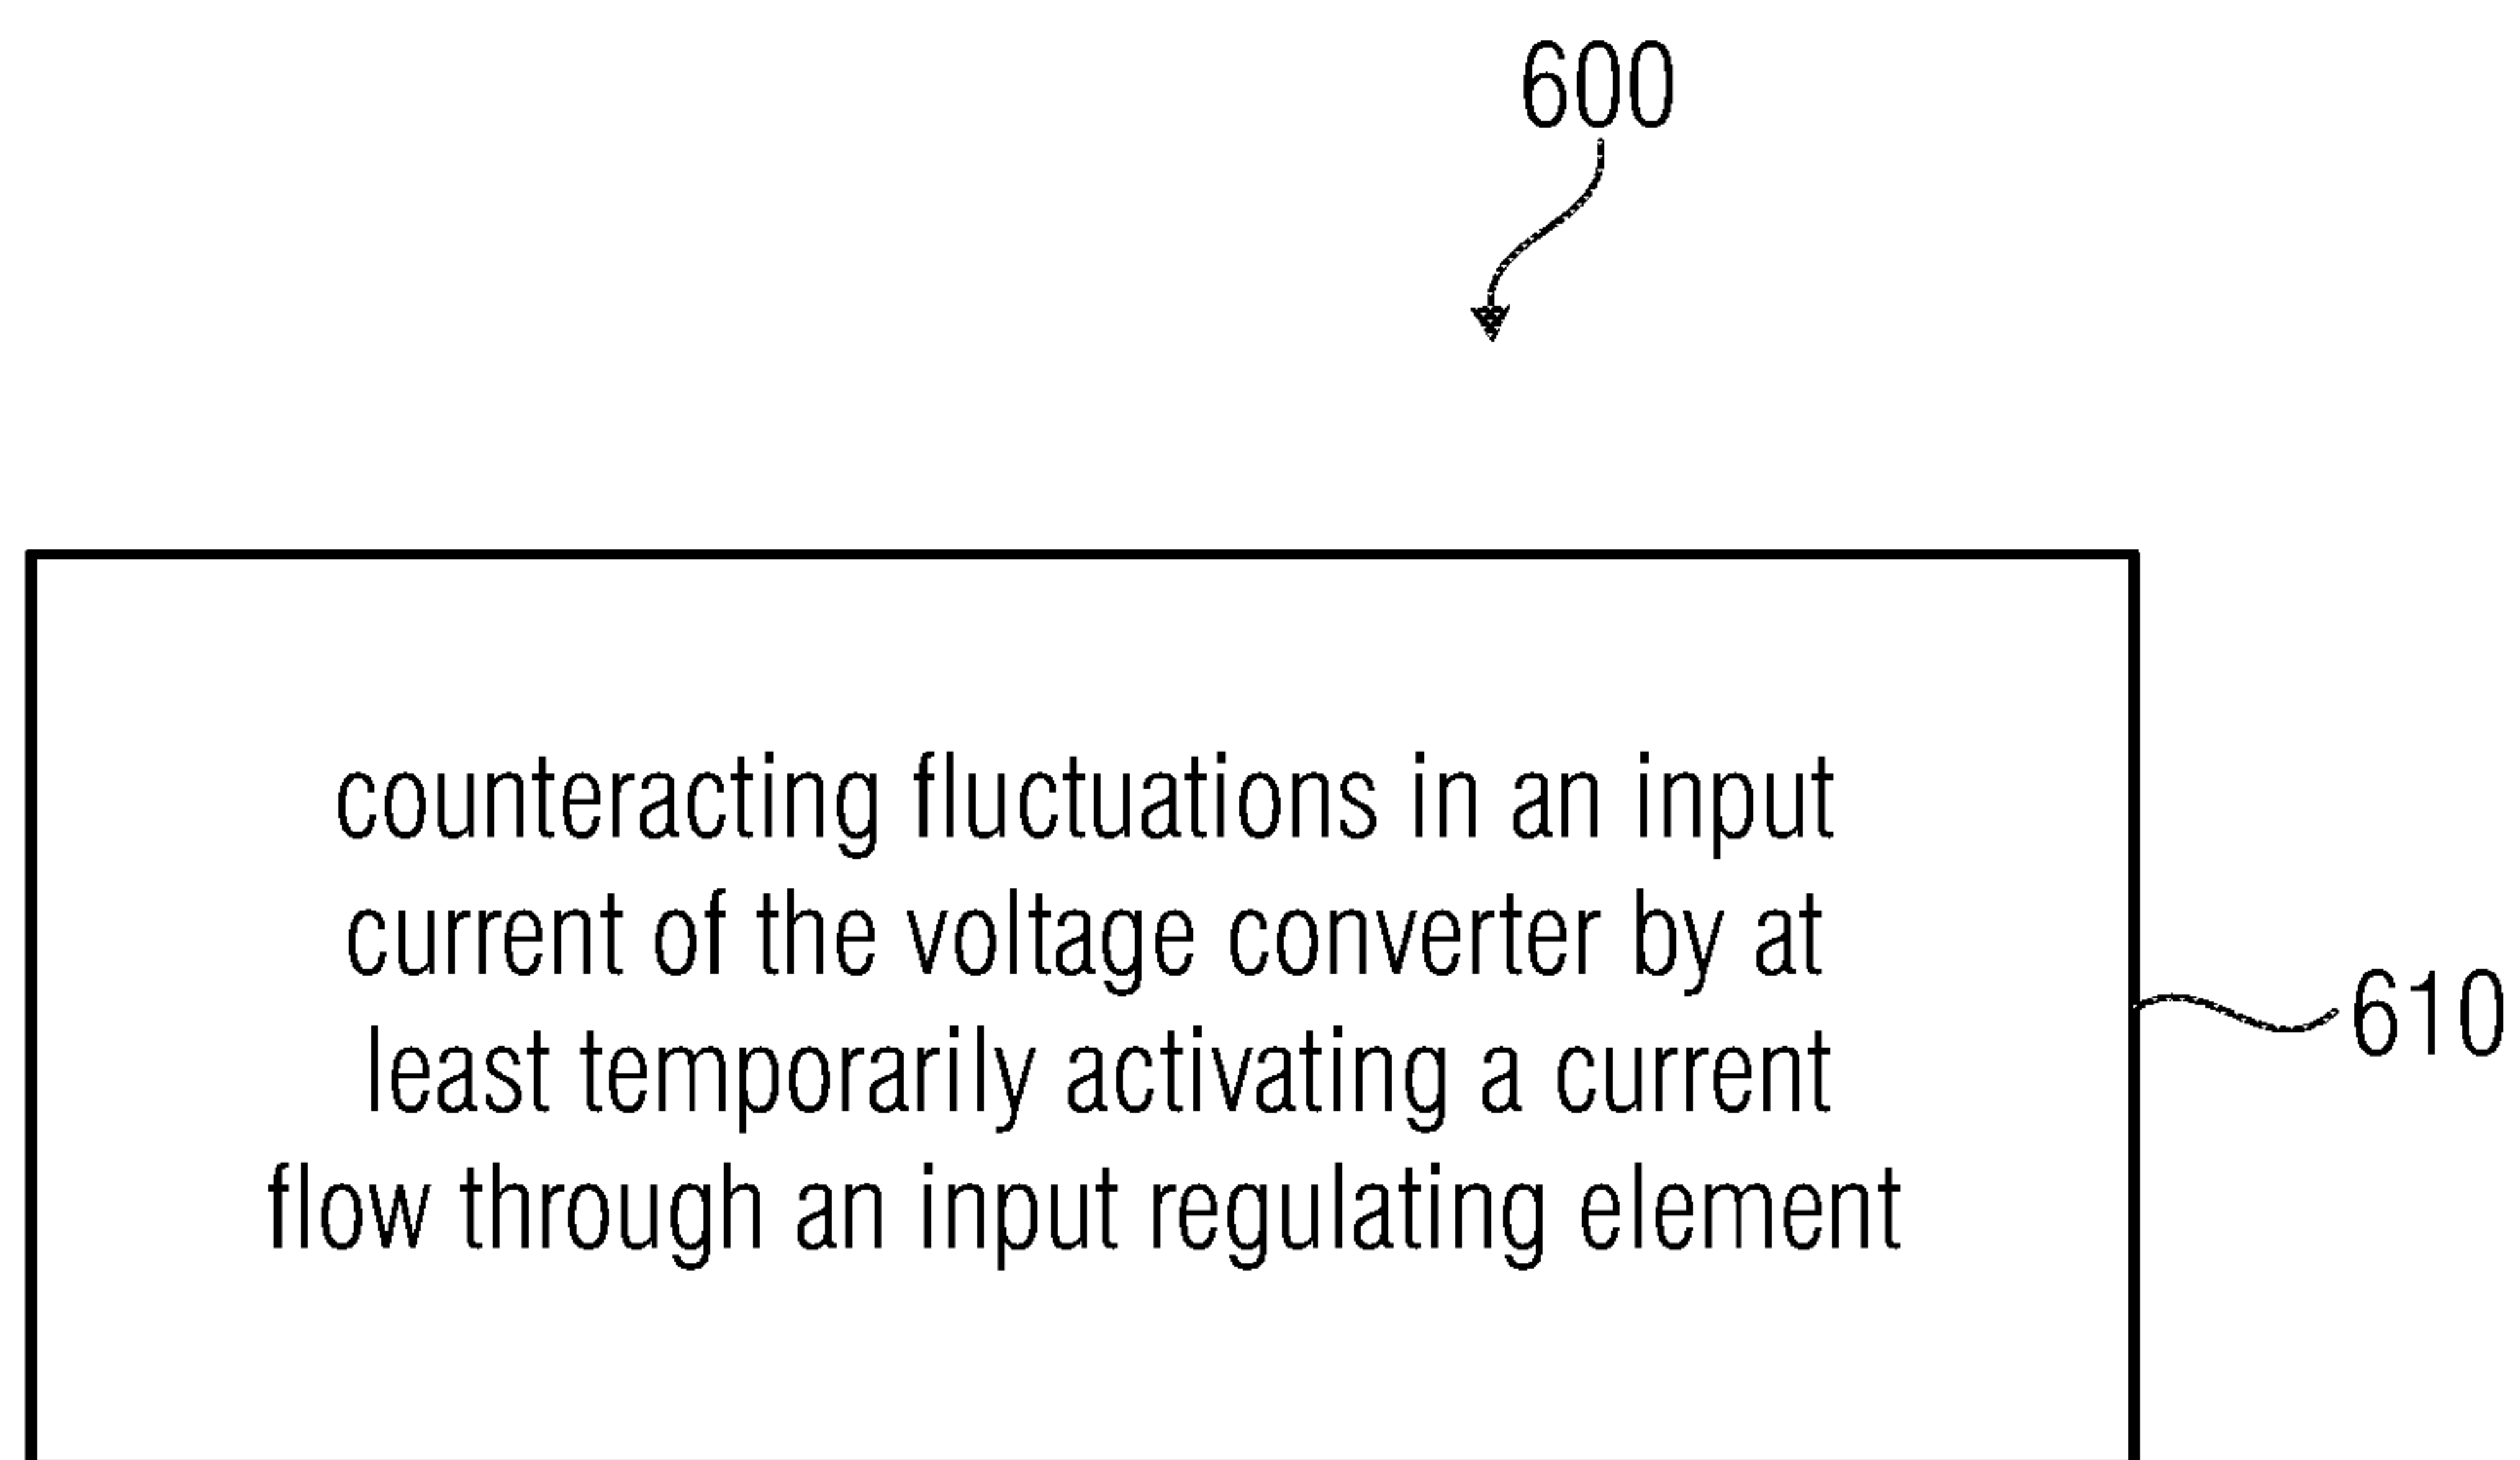 600
counteracting fluctuations in an input
current of the voltage converter by at
least temporarily activating a current
flow through an input regulating element
610